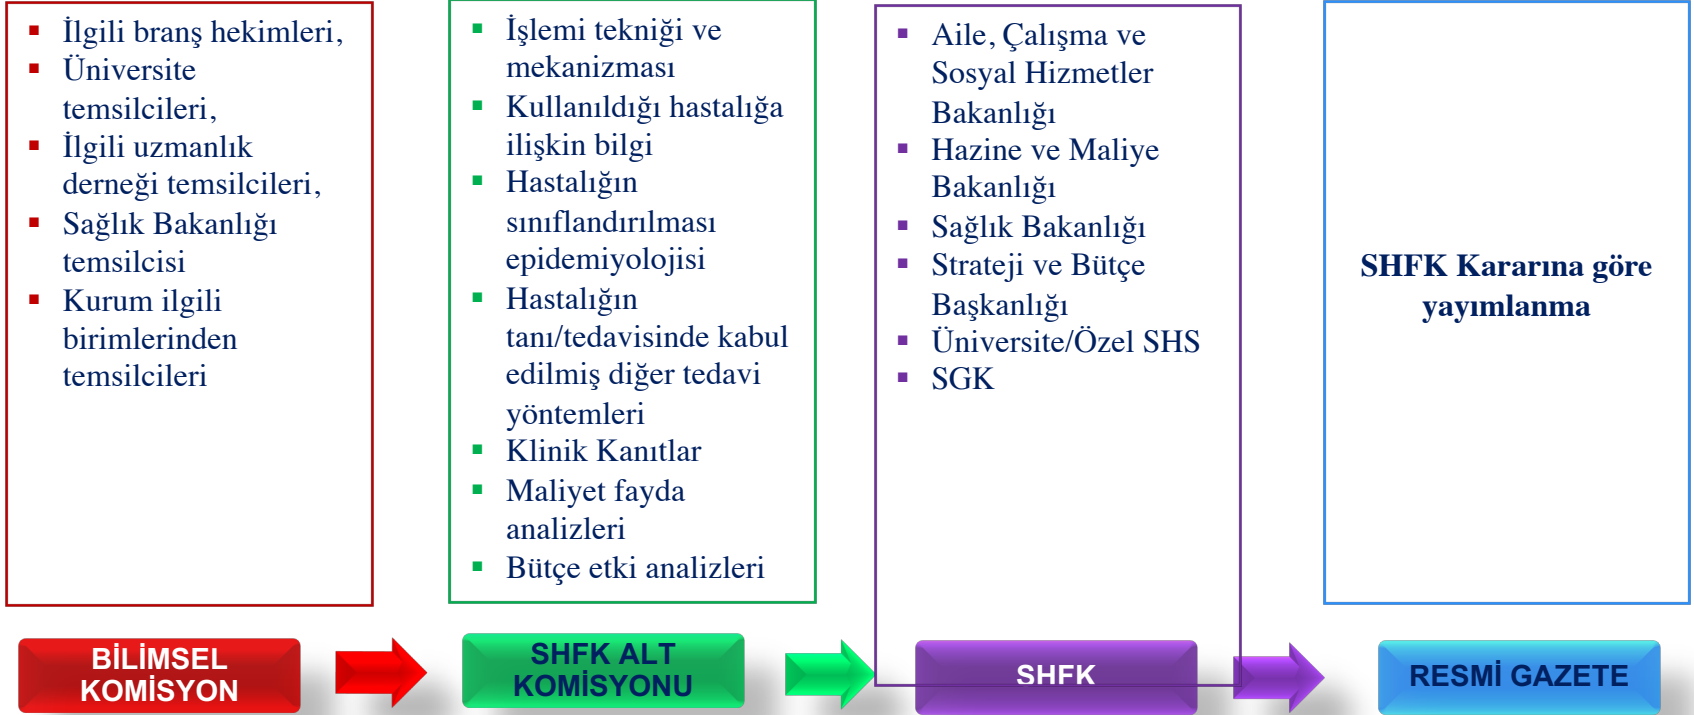 ▪ İlgili branş hekimleri,
▪ Üniversite
temsilcileri,
▪ İlgili uzmanlık
derneği temsilcileri,
▪ Sağlık Bakanlığı
temsilcisi
▪ Kurum ilgili
birimlerinden
temsilcileri
BİLİMSEL
KOMİSYON
▪ İşlemi tekniği ve
mekanizması
▪ Kullanıldığı hastalığa
ilişkin bilgi
▪ Hastalığın
sınıflandırılması
epidemiyolojisi
▪ Hastalığın
tanı/tedavisinde kabul
edilmiş diğer tedavi
yöntemleri
▪ Klinik Kanıtlar
▪ Maliyet fayda
analizleri
▪ Bütçe etki analizleri
SHFK ALT
KOMİSYONU
▪ Aile, Çalışma ve
Sosyal Hizmetler
Bakanlığı
▪ Hazine ve Maliye
Bakanlığı
▪ Sağlık Bakanlığı
▪ Strateji ve Bütçe
Başkanlığı
▪ Üniversite/Özel SHS
▪ SGK
SHFK
SHFK Kararına göre
yayımlanma
RESMİ GAZETE